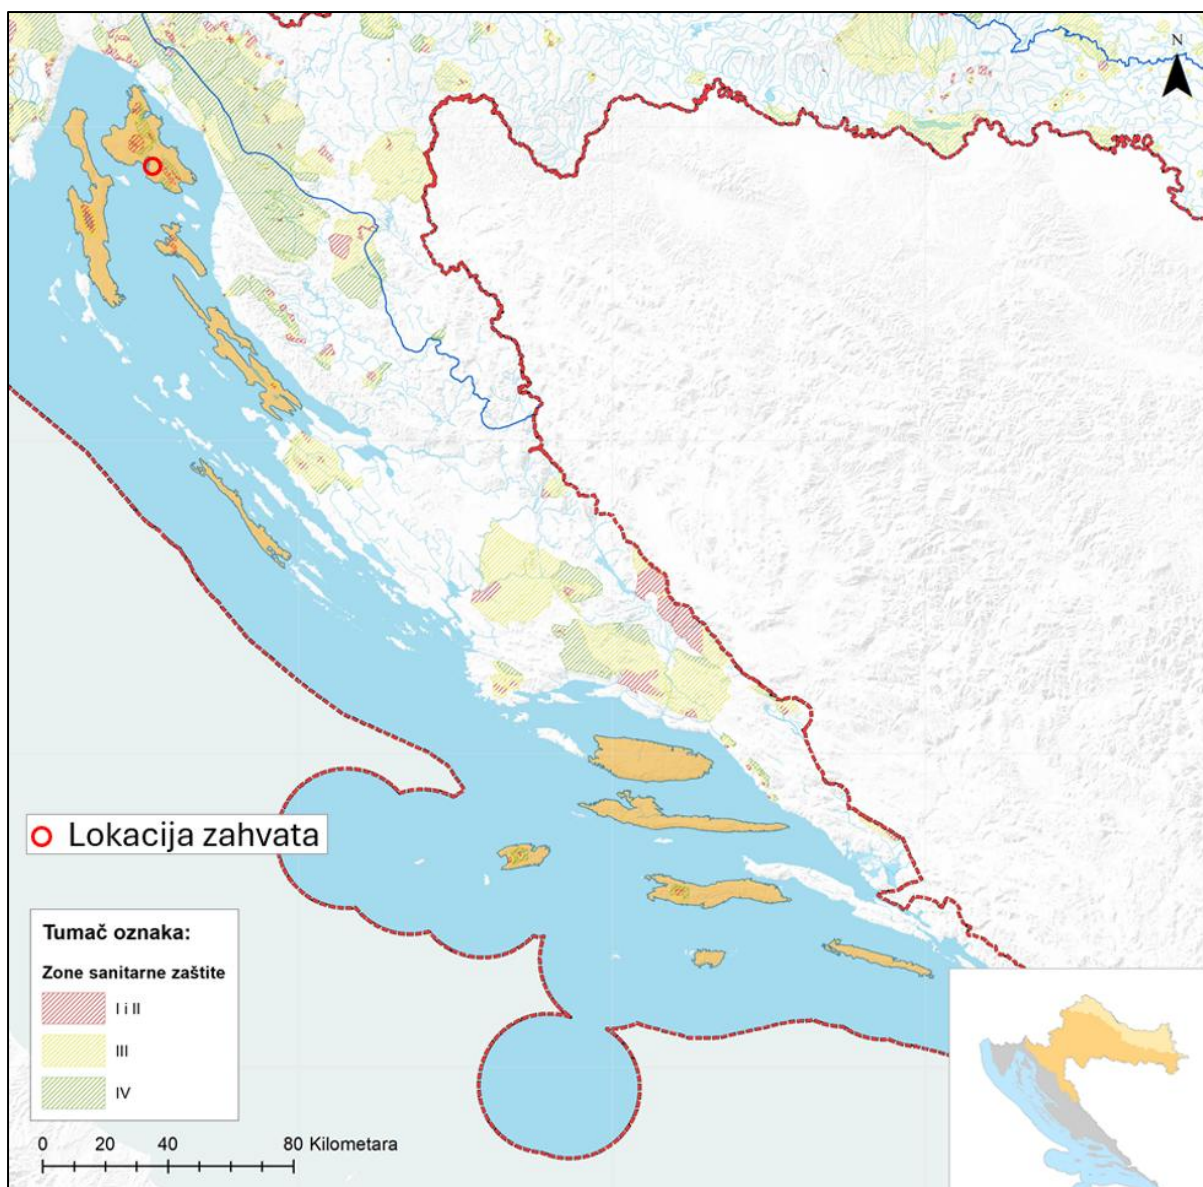 N
Lokacija zahvata
Tumač oznaka:
Zone sanitarne zaštite
I i II
III
IV
0 20 40 80 Kilometara